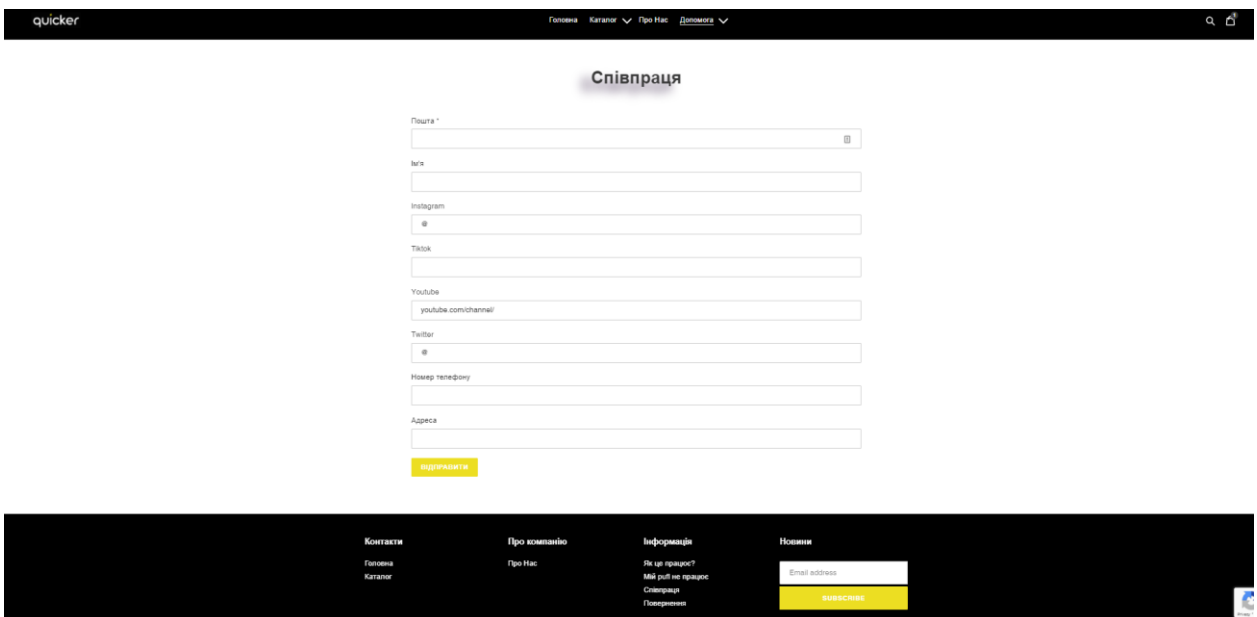 quicker
Головна Каталог Про Нас Допомога
Співпраця
Пошта *
Ім'я
Instagram
@
Tiktok
Youtube
youtube.com/channel/
Twitter
@
Номер телефону
Адреса
ВІДПРАВИТИ
Контакти Про компанію Інформація Новини
Головна Про Нас Як це працює?
Каталог Мій puff не працює
Email address
Співпраця
SUBSCRIBE
Повернення